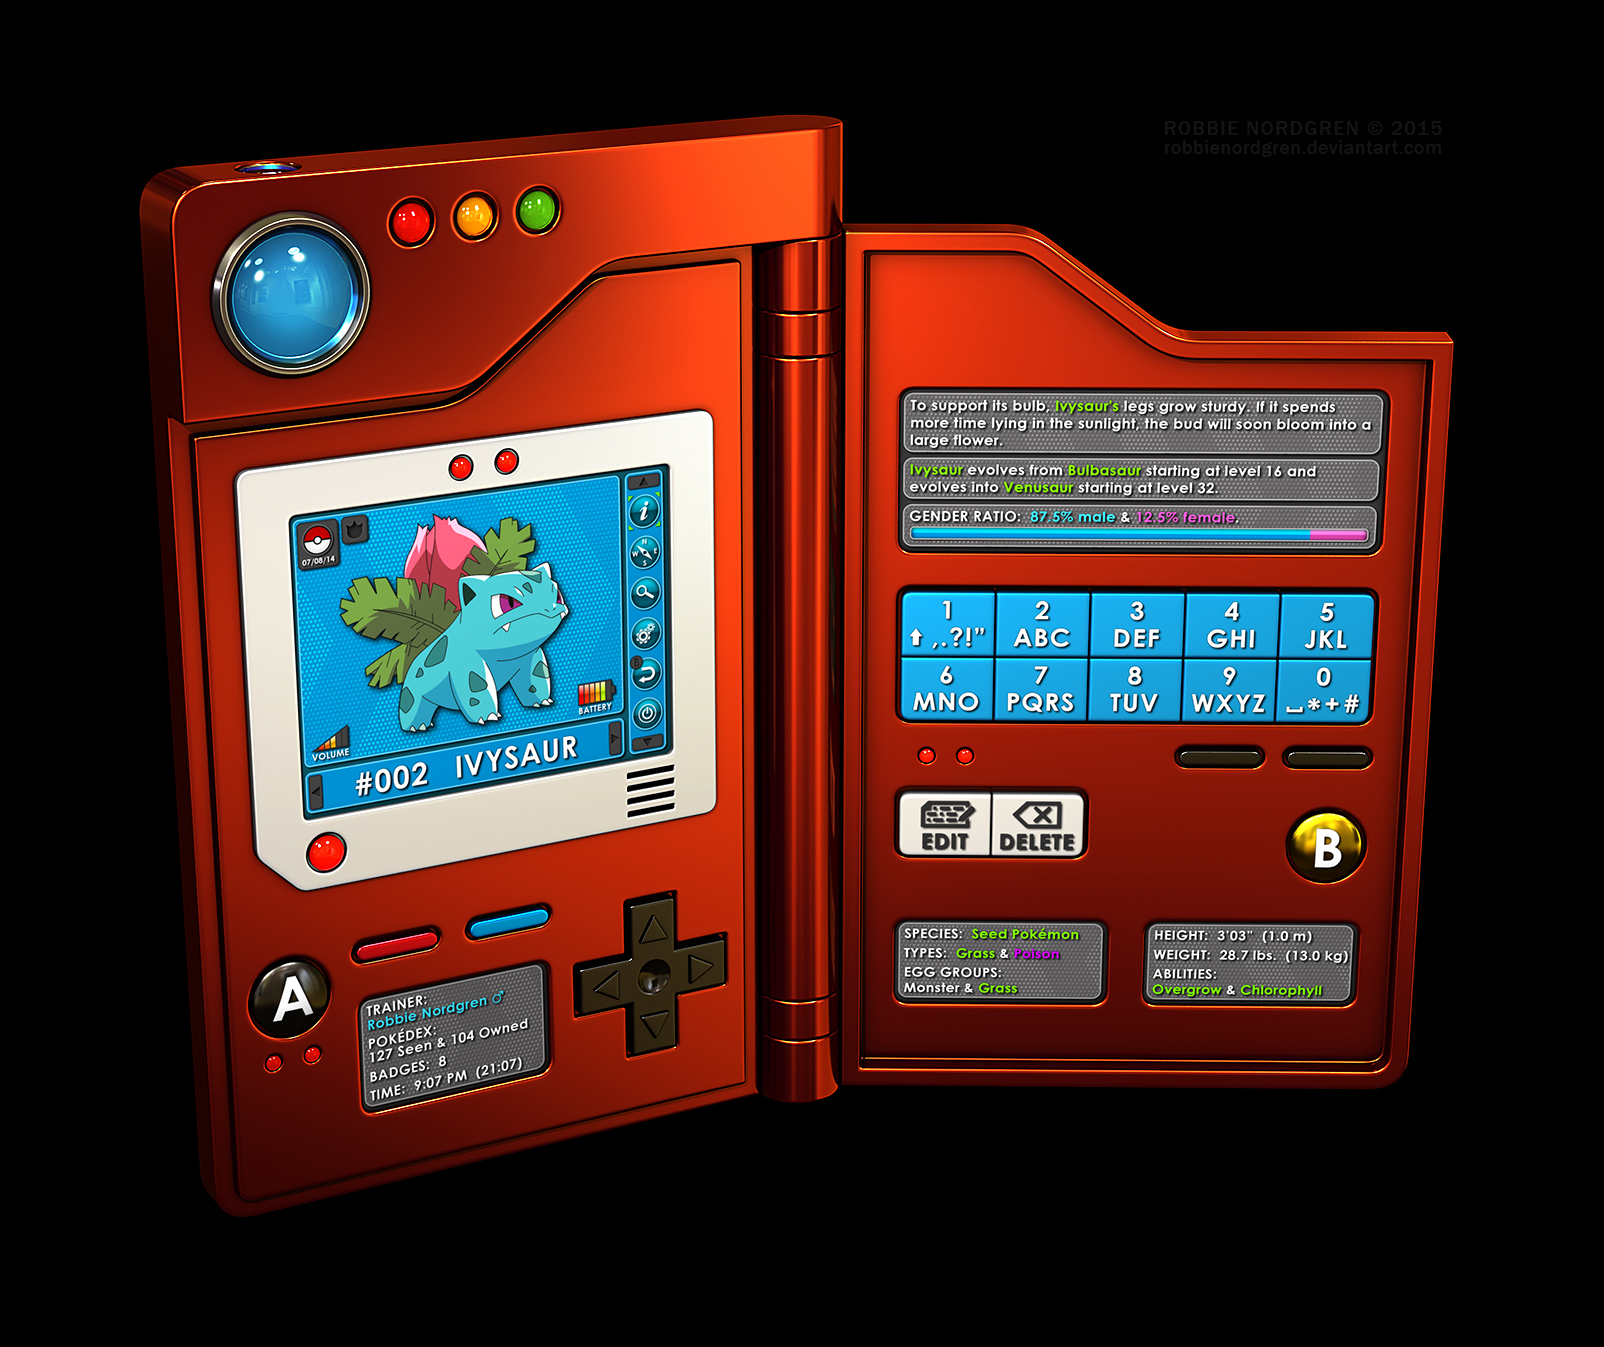 ROBBIE NORDGREN © 2015
robbienordgren.deviantart.com
07/08/14
i
N
W E
S
B
BATTERY
VOLUME
#002 IVYSAUR
A
TRAINER:
Robbie Nordgren ♂
POKÉDEX:
127 Seen & 104 Owned
BADGES: 8
TIME: 9:07 PM (21:07)
To support its bulb, Ivysaur's legs grow sturdy. If it spends
more time lying in the sunlight, the bud will soon bloom into a
large flower.
Ivysaur evolves from Bulbasaur starting at level 16 and
evolves into Venusaur starting at level 32.
GENDER RATIO: 87.5% male & 12.5% female.
1 2 3 4 5
⬆ ,.?!” ABC DEF GHI JKL
6 7 8 9 0
MNO PQRS TUV WXYZ ⎵*+#
EDIT DELETE
B
SPECIES: Seed Pokémon
TYPES: Grass & Poison
EGG GROUPS:
Monster & Grass
HEIGHT: 3'03" (1.0 m)
WEIGHT: 28.7 lbs. (13.0 kg)
ABILITIES:
Overgrow & Chlorophyll